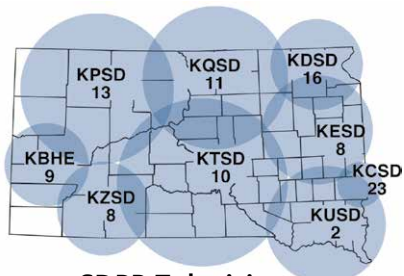 KPSD
13
KQSD
11
KDSD
16
KESD
8
KBHE
9
KTSD
10
KCSD
23
KZSD
8
KUSD
2